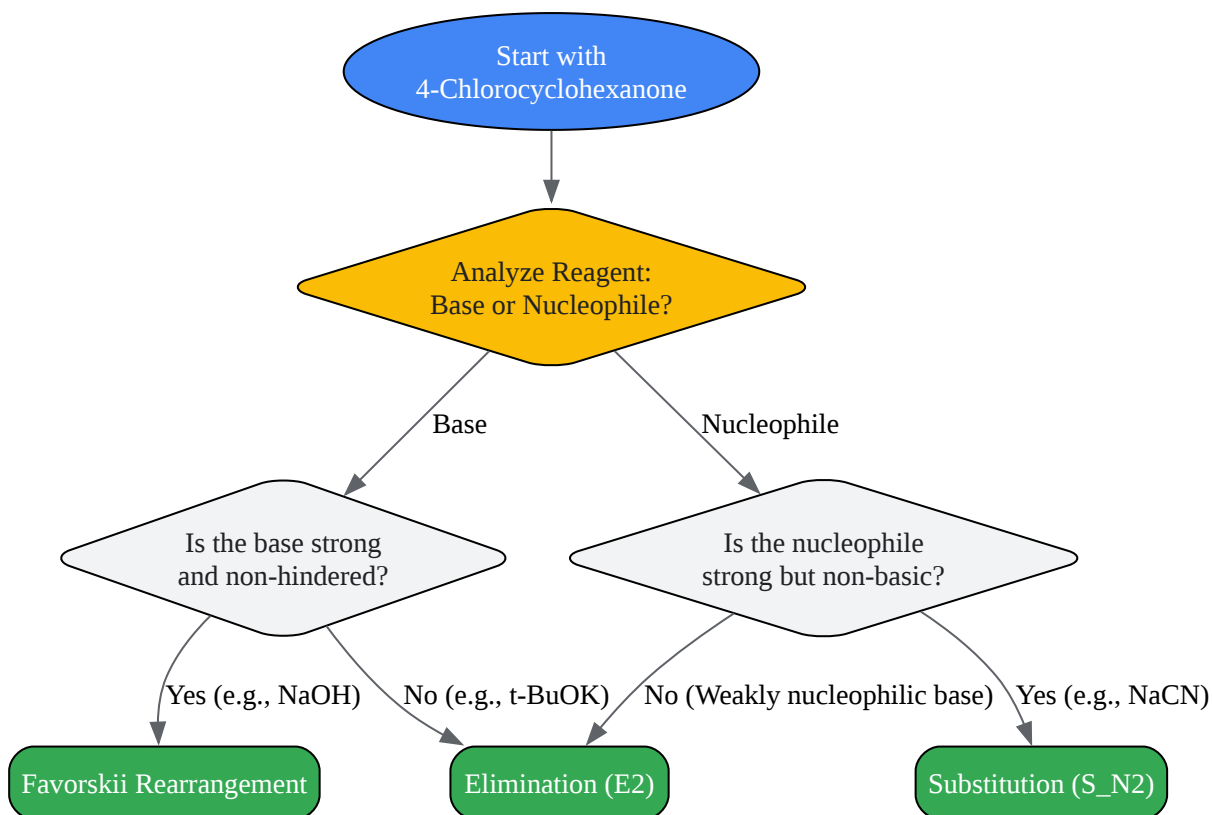 Start with
4-Chlorocyclohexanone
Analyze Reagent:
Base or Nucleophile?
Base
Nucleophile
Is the base strong
and non-hindered?
Is the nucleophile
strong but non-basic?
Yes (e.g., NaOH)
No (e.g., t-BuOK)
No (Weakly nucleophilic base)
Yes (e.g., NaCN)
Favorskii Rearrangement
Elimination (E2)
Substitution (S_N2)